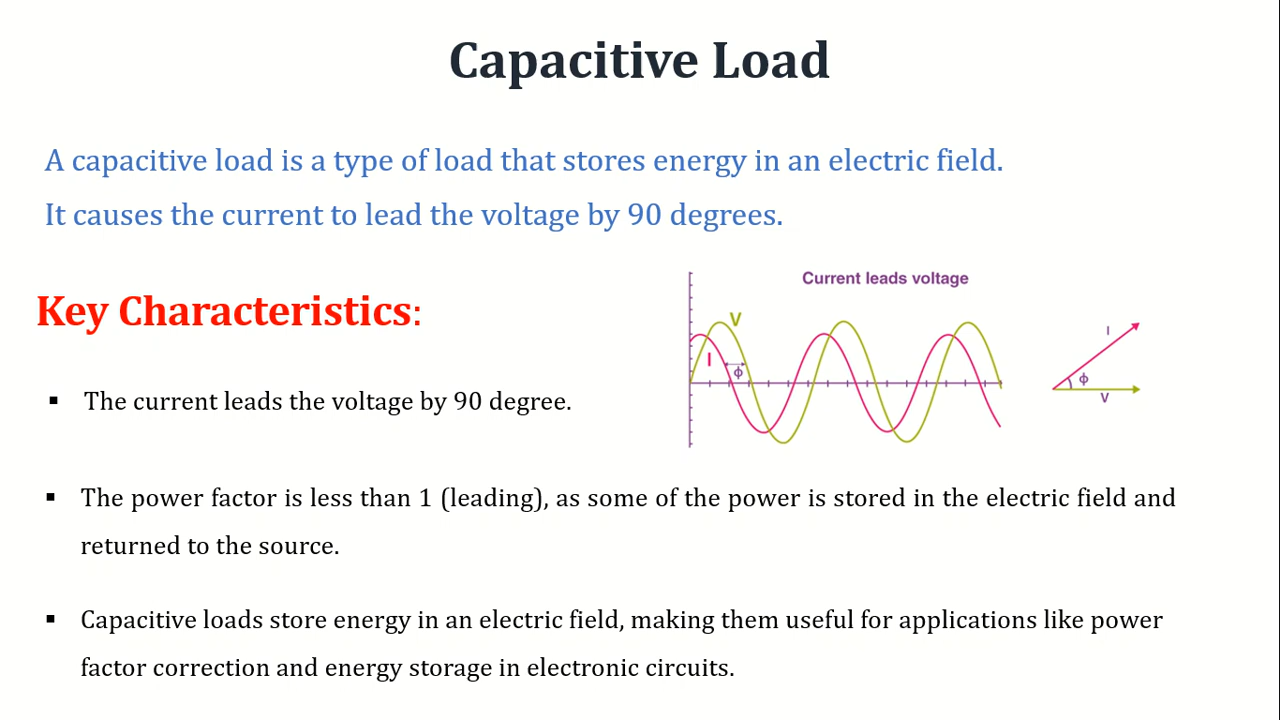 Capacitive Load
A capacitive load is a type of load that stores energy in an electric field.
It causes the current to lead the voltage by 90 degrees.
Key Characteristics:
Current leads voltage
V
I
ϕ
I
ϕ
V
▪ The current leads the voltage by 90 degree.
▪ The power factor is less than 1 (leading), as some of the power is stored in the electric field and
returned to the source.
▪ Capacitive loads store energy in an electric field, making them useful for applications like power
factor correction and energy storage in electronic circuits.